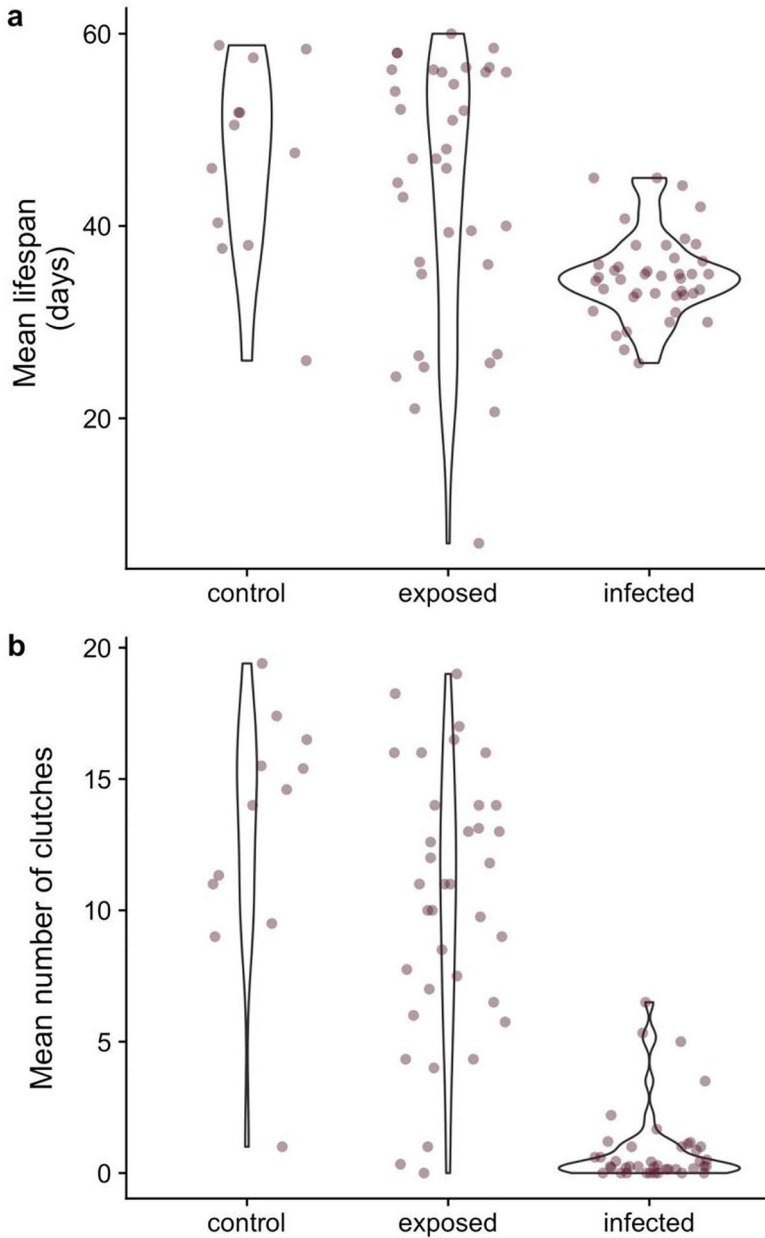 a
Mean lifespan
(days)
60
40
20
control exposed infected
b
Mean number of clutches
20
15
10
5
0
control exposed infected